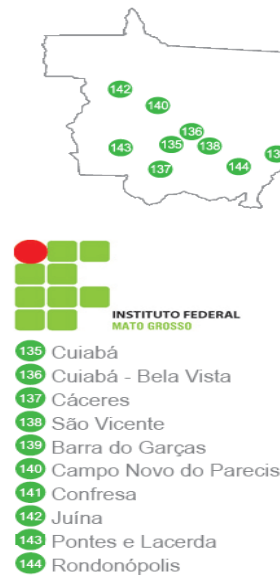 142
140
136
143
135
138
137
144
INSTITUTO FEDERAL
MATO GROSSO
135 Cuiabá
136 Cuiabá - Bela Vista
137 Cáceres
138 São Vicente
139 Barra do Garças
140 Campo Novo do Parecis
141 Confresa
142 Juína
143 Pontes e Lacerda
144 Rondonópolis